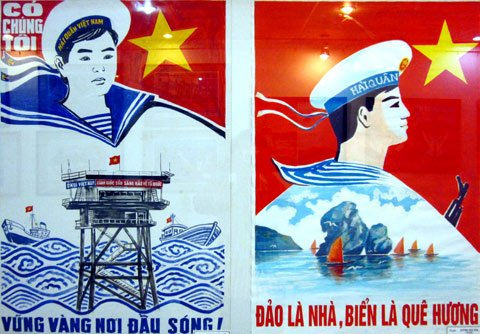 CÓ
CHÚNG
TÔI
HẢI QUÂN VIỆT NAM
VỮNG VÀNG NƠI ĐẦU SÓNG!
HẢI QUÂN
ĐẢO LÀ NHÀ, BIỂN LÀ QUÊ HƯƠNG